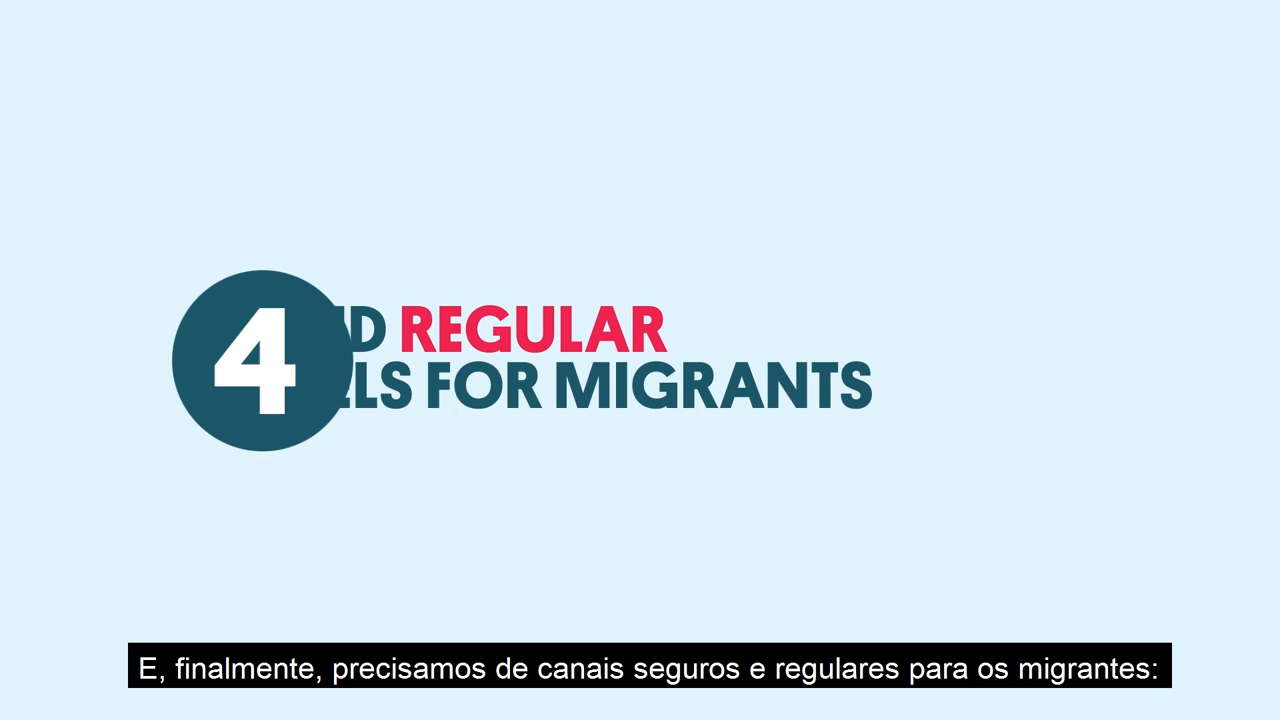 4
REGULAR
FOR MIGRANTS
E, finalmente, precisamos de canais seguros e regulares para os migrantes: